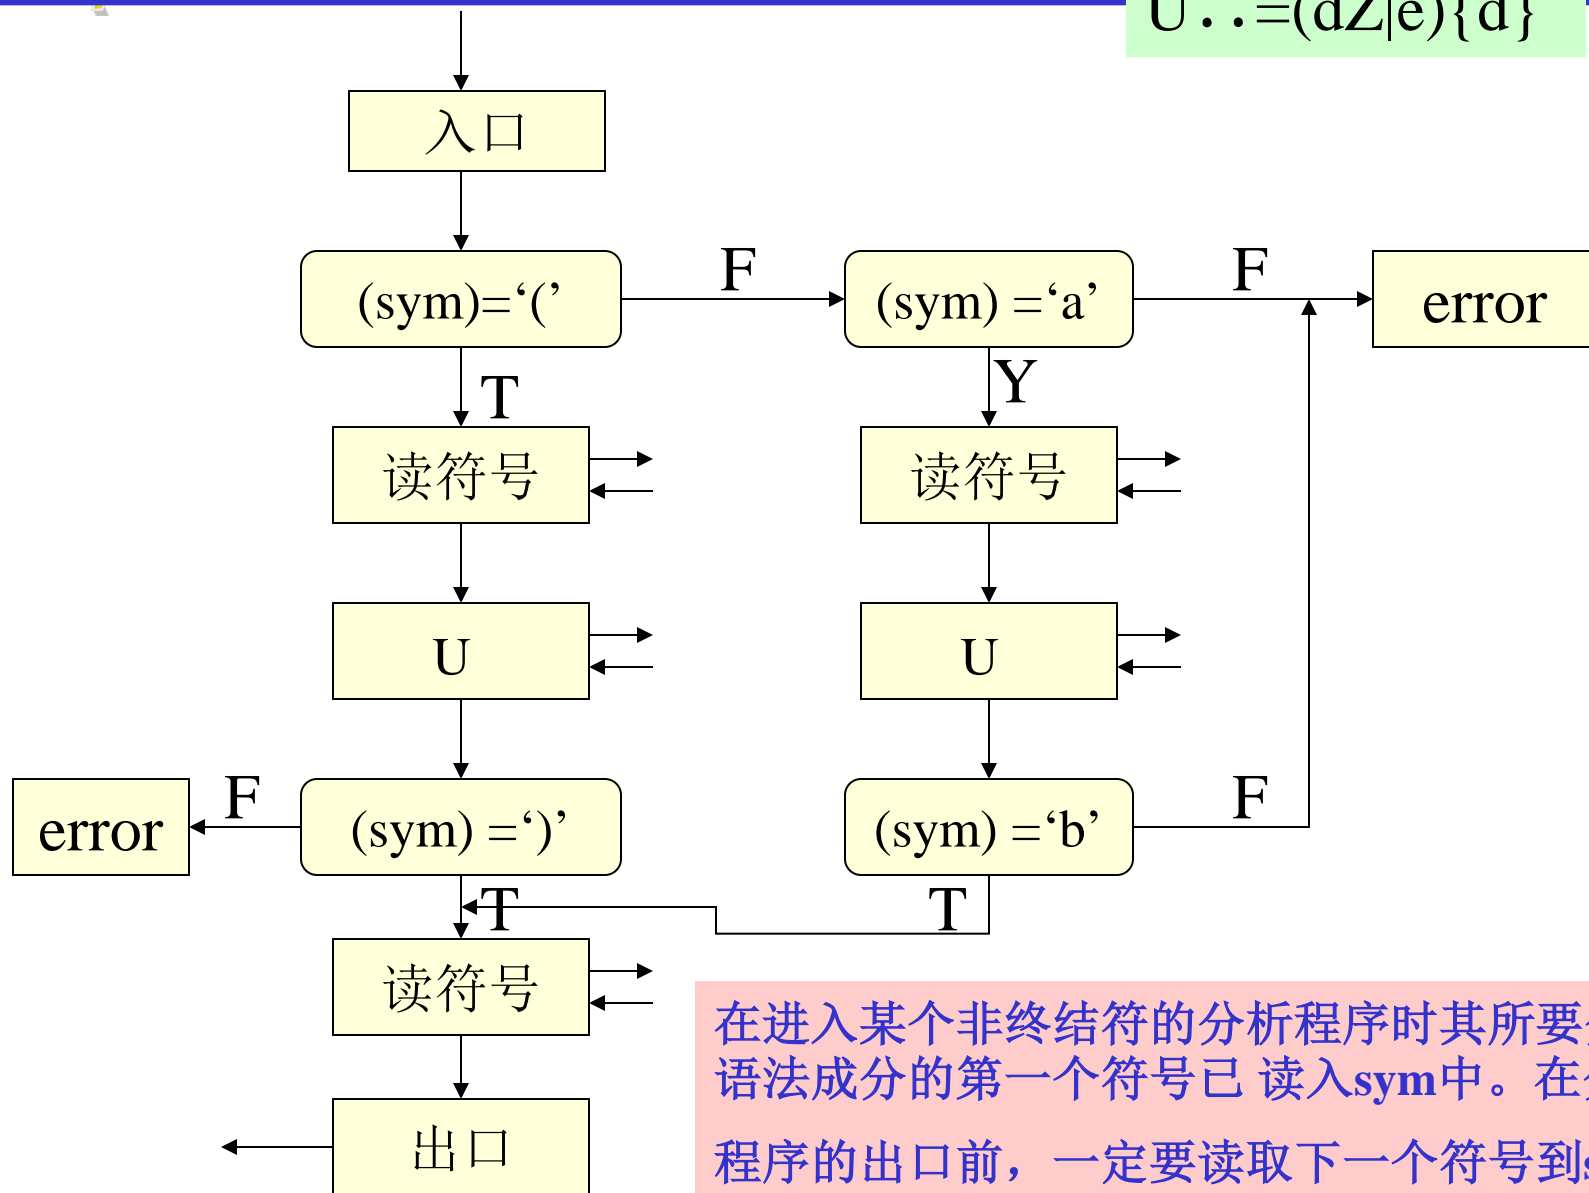 U..=(dZ|e){d}
入口
(sym)=‘(’
F
(sym) =‘a’
F
error
T
Y
读符号
读符号
U
U
error
F
(sym) =‘)’
(sym) =‘b’
F
T
T
读符号
在进入某个非终结符的分析程序时其所要
语法成分的第一个符号已 读入sym中。在
出口
程序的出口前，一定要读取下一个符号到